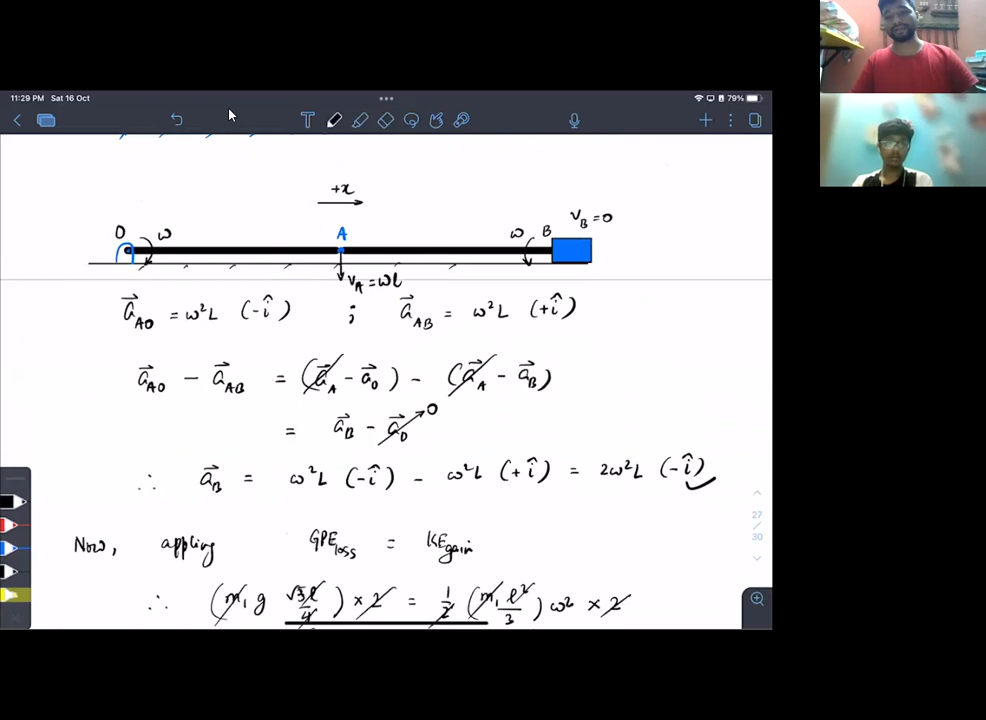 11:29 PM Sat 16 Oct
79%
+x
O ω A ω B v_B = 0
v_A = ωl
a⃗_AO = ω²L (-î) ; a⃗_AB = ω²L (+î)
a⃗_AO - a⃗_AB = (a⃗_A - a⃗_O) - (a⃗_A - a⃗_B)
= a⃗_B - a⃗_O 0
∴ a⃗_B = ω²L (-î) - ω²L (+î) = 2ω²L (-î)
Now, appling GPE_loss = KE_gain
∴ (m₁ g √3l/4) × 2 = 1/2 (m₁ l²/3) ω² × 2
27
/
30